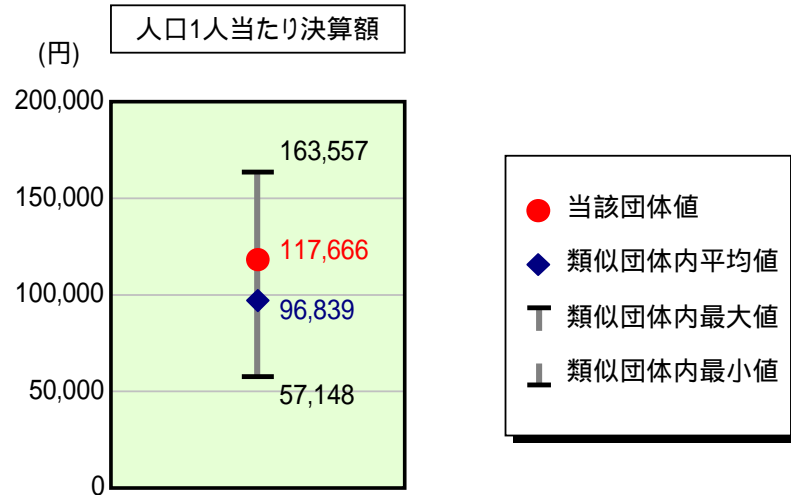 人口1人当たり決算額
(円)
200,000
163,557
150,000
117,666
100,000
96,839
57,148
50,000
0
当該団体値
類似団体内平均値
類似団体内最大値
類似団体内最小値